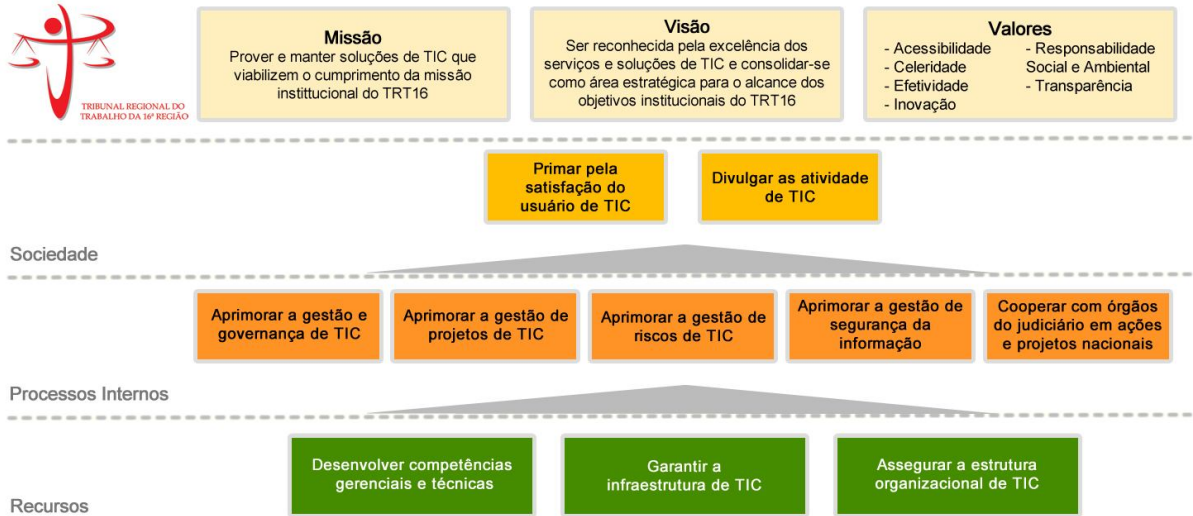 TRIBUNAL REGIONAL DO
TRABALHO DA 16ª REGIÃO
Missão
Prover e manter soluções de TIC que
viabilizem o cumprimento da missão
instittucional do TRT16
Visão
Ser reconhecida pela excelência dos
serviços e soluções de TIC e consolidar-se
como área estratégica para o alcance dos
objetivos institucionais do TRT16
Valores
- Acessibilidade
- Celeridade
- Efetividade
- Inovação
- Responsabilidade
Social e Ambiental
- Transparência
Primar pela
satisfação do
usuário de TIC
Divulgar as atividade
de TIC
Sociedade
Aprimorar a gestão e
governança de TIC
Aprimorar a gestão de
projetos de TIC
Aprimorar a gestão de
riscos de TIC
Aprimorar a gestão de
segurança da
informação
Cooperar com órgãos
do judiciário em ações
e projetos nacionais
Processos Internos
Desenvolver competências
gerenciais e técnicas
Garantir a
infraestrutura de TIC
Assegurar a estrutura
organizacional de TIC
Recursos